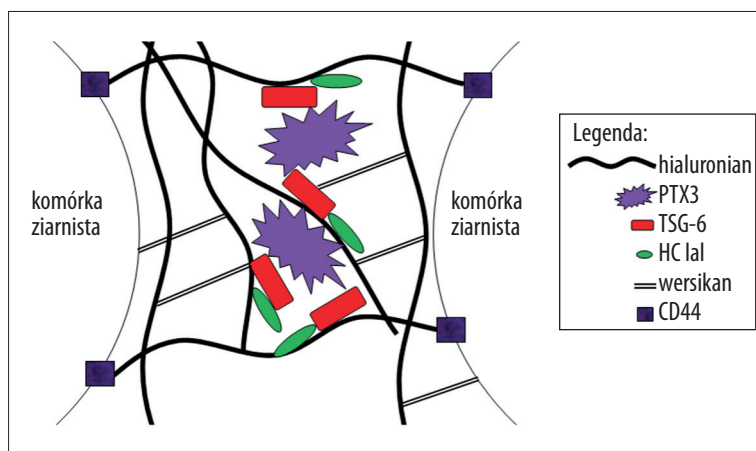 komórka
ziarnista
komórka
ziarnista
Legenda:
hialuronian
PTX3
TSG-6
HC IaI
wersikan
CD44